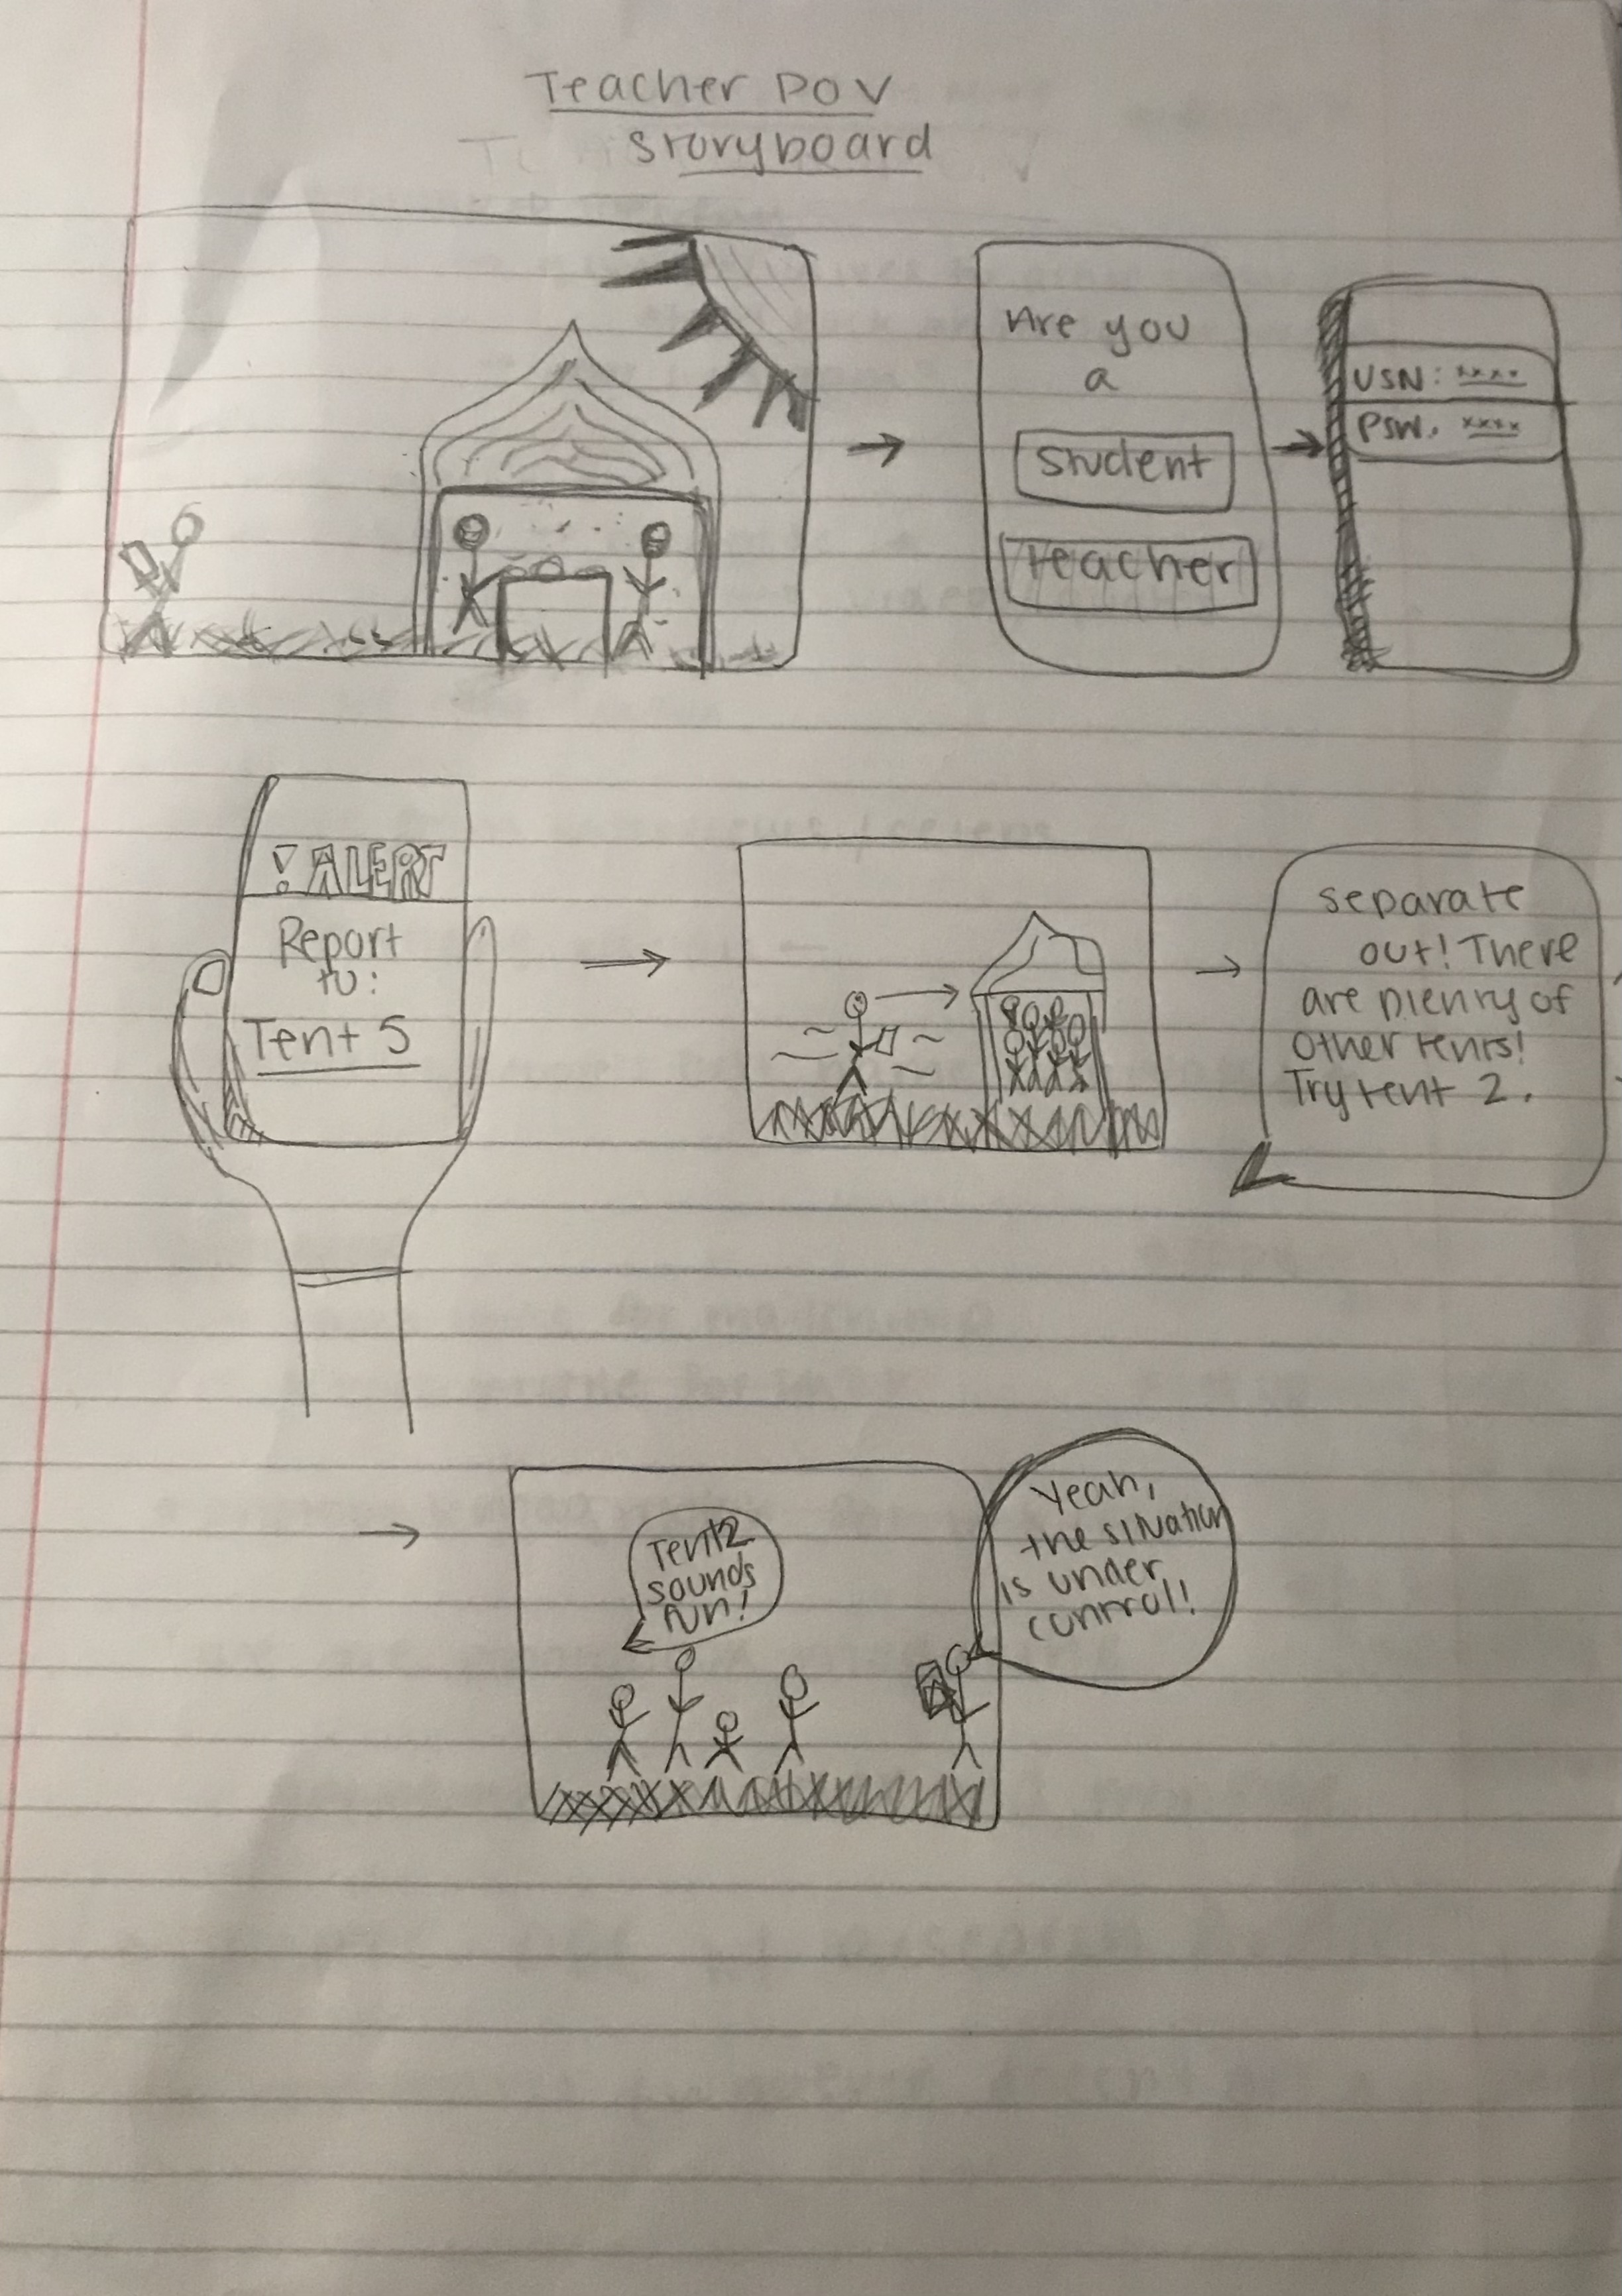 Teacher POV
Storyboard
Are you
a
Student
Teacher
USN: xxxx
PSW. xxxx
! ALERT
Report
to:
Tent 5
separate
out! There
are plenty of
other tents!
Try tent 2.
Tent 2
sounds
fun!
Yeah,
the situation
is under
control!